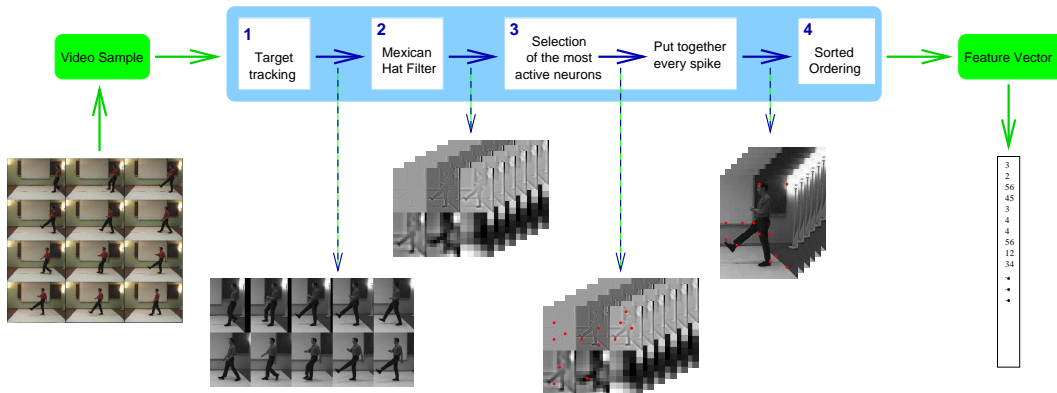 Video Sample
1
Target
tracking
2
Mexican
Hat Filter
3
Selection
of the most
active neurons
Put together
every spike
4
Sorted
Ordering
Feature Vector
3
2
56
45
3
4
4
56
12
34